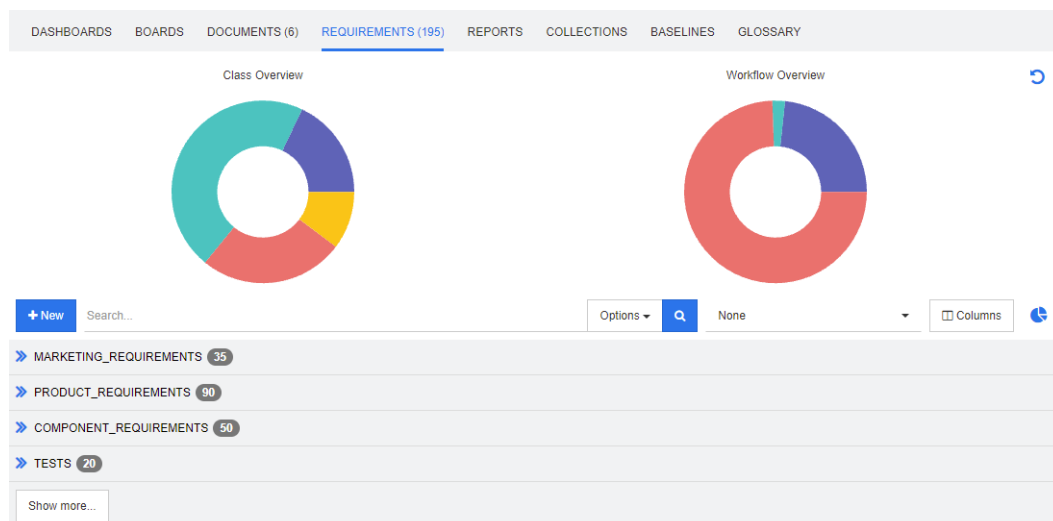 DASHBOARDS BOARDS DOCUMENTS (6) REQUIREMENTS (195) REPORTS COLLECTIONS BASELINES GLOSSARY
Class Overview Workflow Overview
New Search... Options None Columns
MARKETING_REQUIREMENTS 35
PRODUCT_REQUIREMENTS 90
COMPONENT_REQUIREMENTS 50
TESTS 20
Show more...